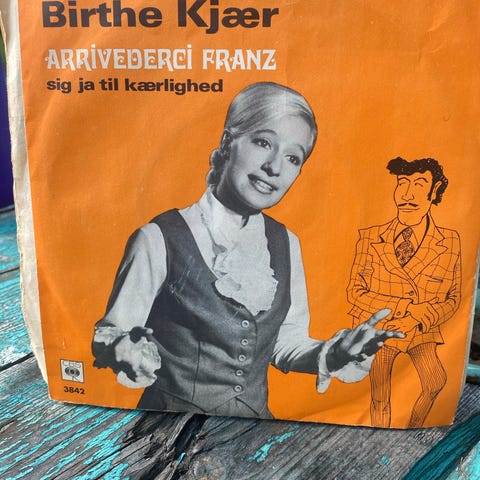 Birthe Kjær
ARRIVEDERCI FRANZ
sig ja til kærlighed
CBS
3842